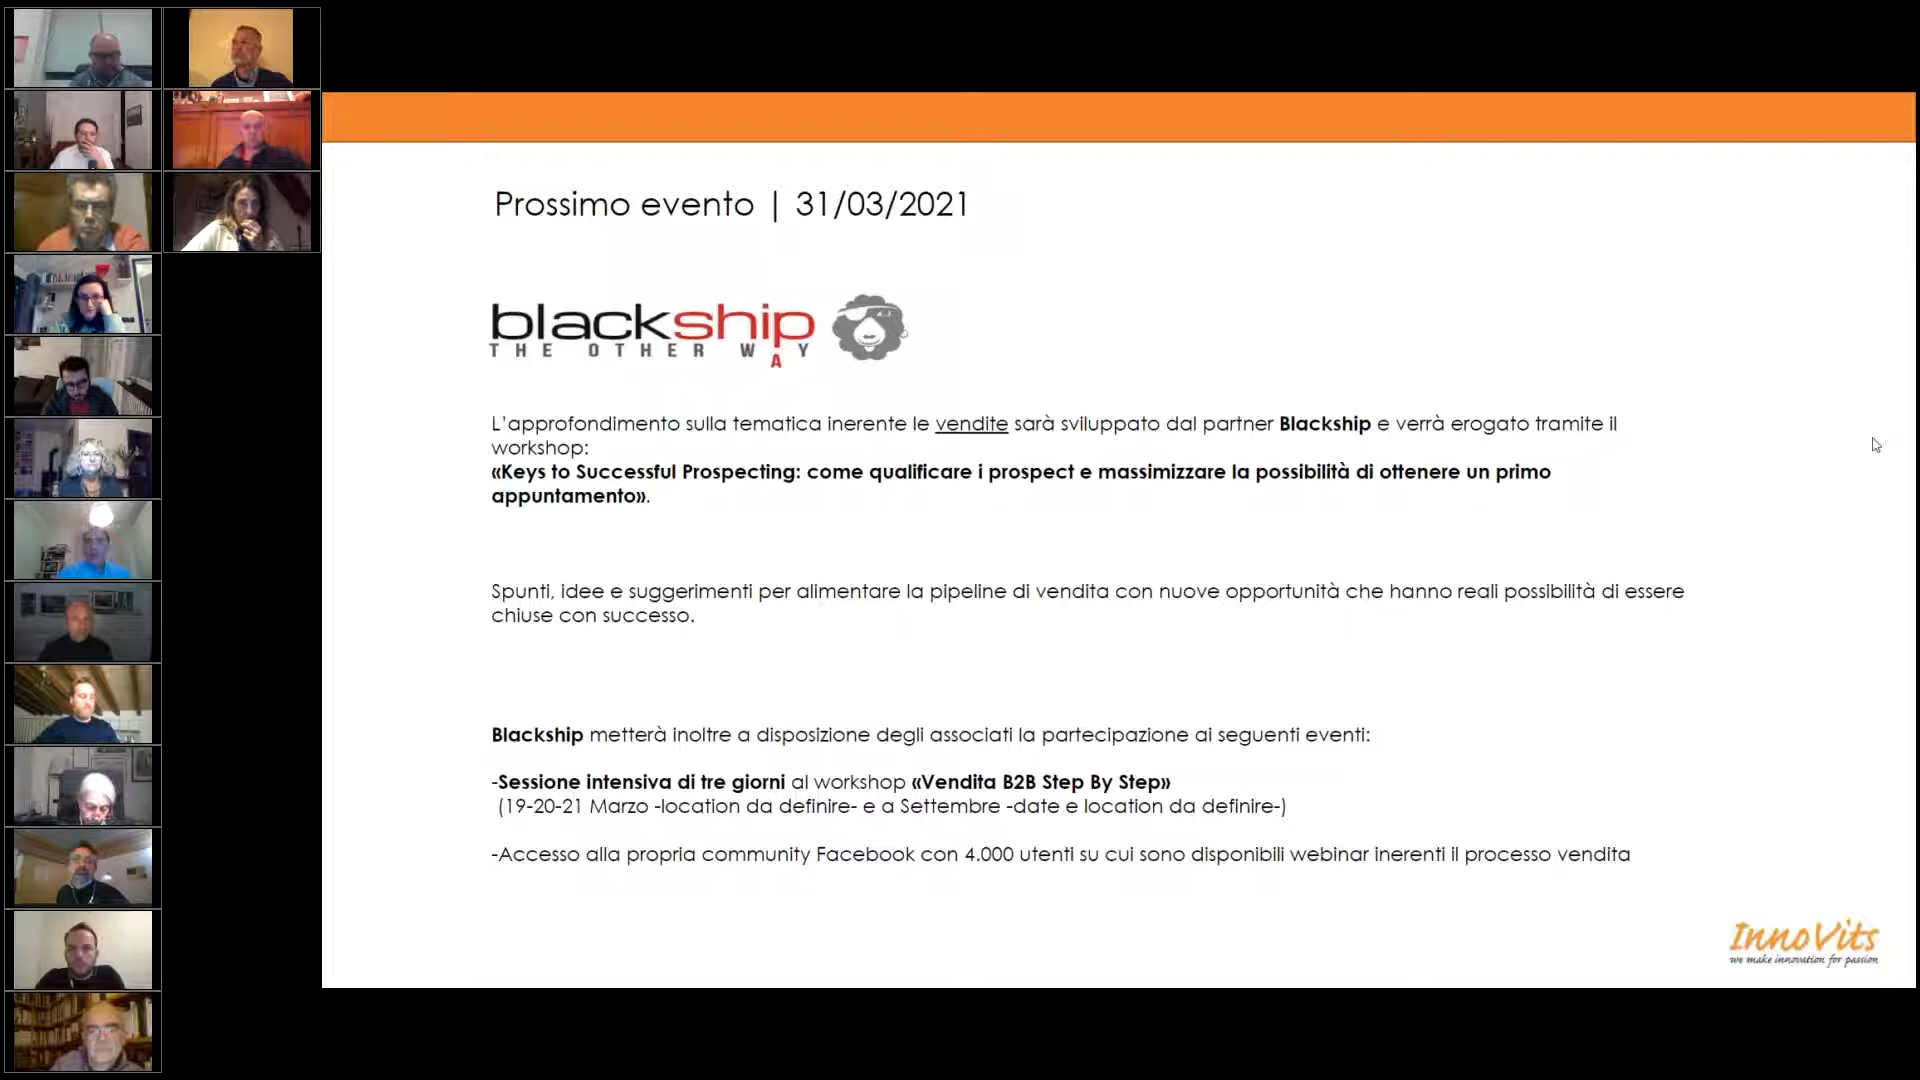 Prossimo evento | 31/03/2021
blackship
THE OTHER WAY
L'approfondimento sulla tematica inerente le vendite sarà sviluppato dal partner Blackship e verrà erogato tramite il
workshop:
«Keys to Successful Prospecting: come qualificare i prospect e massimizzare la possibilità di ottenere un primo
appuntamento».
Spunti, idee e suggerimenti per alimentare la pipeline di vendita con nuove opportunità che hanno reali possibilità di essere
chiuse con successo.
Blackship metterà inoltre a disposizione degli associati la partecipazione ai seguenti eventi:
-Sessione intensiva di tre giorni al workshop «Vendita B2B Step By Step»
(19-20-21 Marzo -location da definire- e a Settembre -date e location da definire-)
-Accesso alla propria community Facebook con 4.000 utenti su cui sono disponibili webinar inerenti il processo vendita
InnoVits
we make innovation for passion